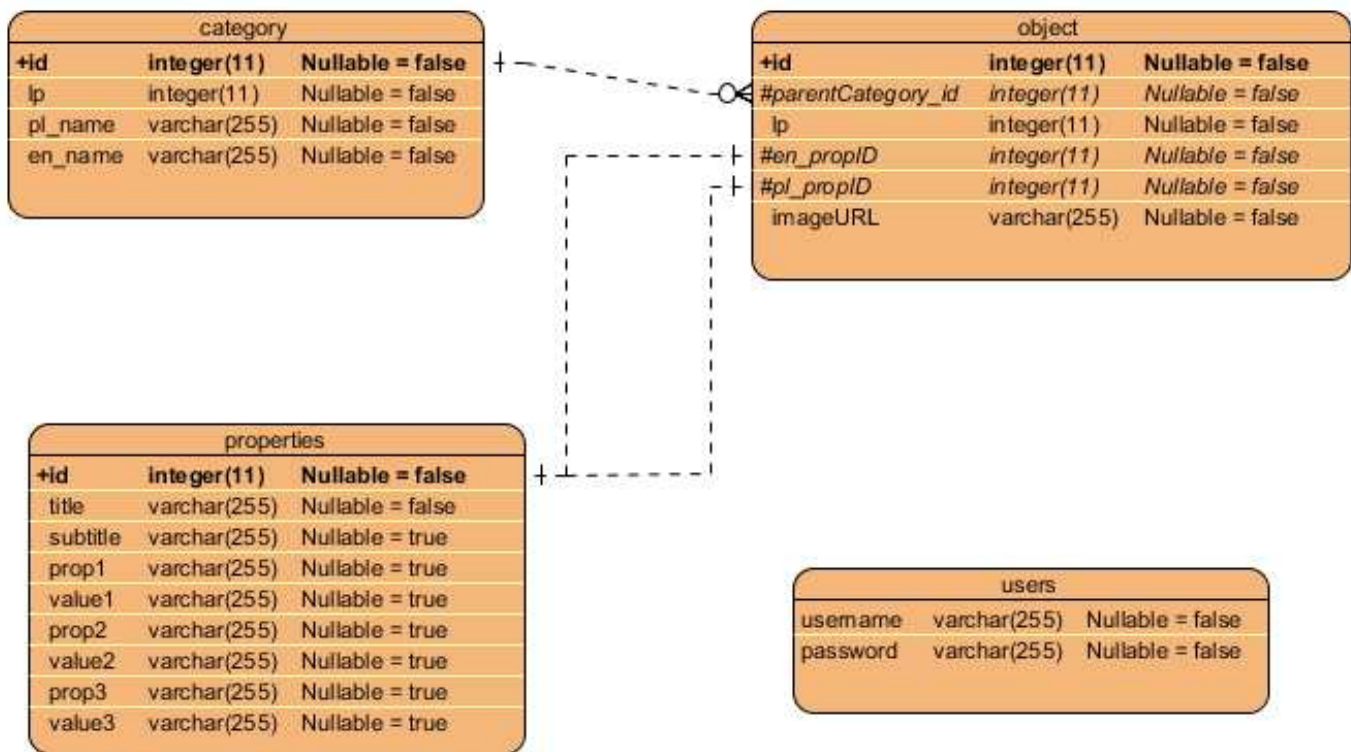 category
+id integer(11) Nullable = false
lp integer(11) Nullable = false
pl_name varchar(255) Nullable = false
en_name varchar(255) Nullable = false
object
+id integer(11) Nullable = false
#parentCategory_id integer(11) Nullable = false
lp integer(11) Nullable = false
#en_propID integer(11) Nullable = false
#pl_propID integer(11) Nullable = false
imageURL varchar(255) Nullable = false
properties
+id integer(11) Nullable = false
title varchar(255) Nullable = false
subtitle varchar(255) Nullable = true
prop1 varchar(255) Nullable = true
value1 varchar(255) Nullable = true
prop2 varchar(255) Nullable = true
value2 varchar(255) Nullable = true
prop3 varchar(255) Nullable = true
value3 varchar(255) Nullable = true
users
username varchar(255) Nullable = false
password varchar(255) Nullable = false